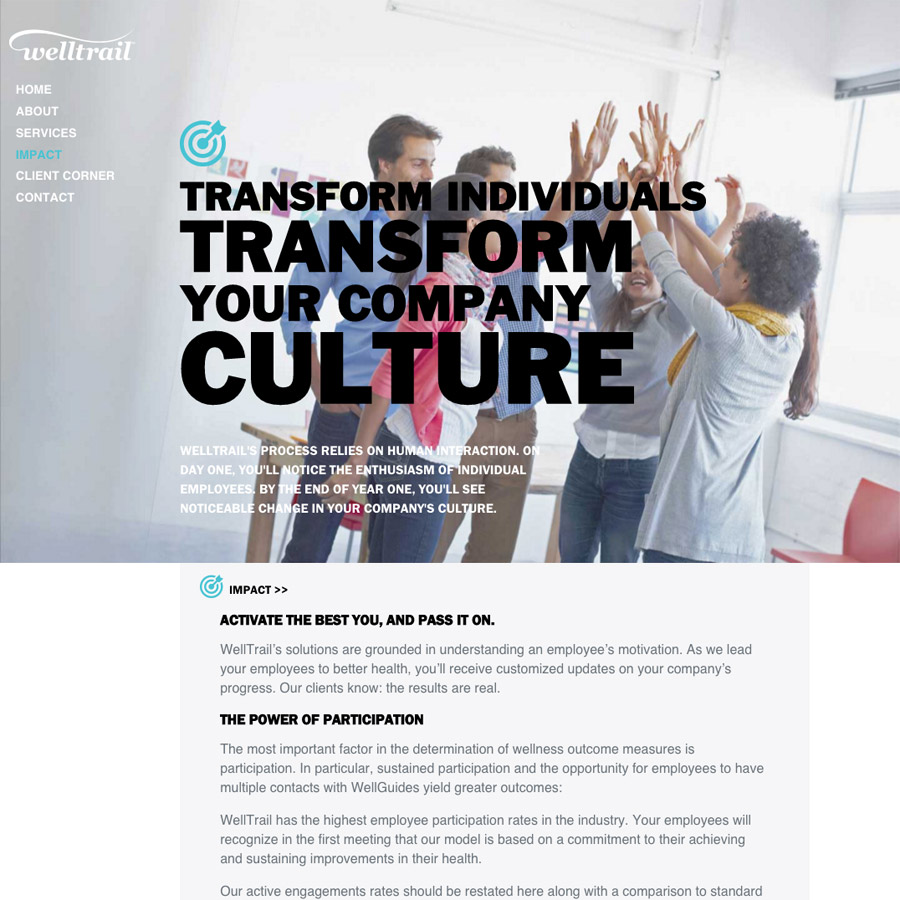 welltrail
HOME
ABOUT
SERVICES
IMPACT
CLIENT CORNER
CONTACT
TRANSFORM INDIVIDUALS
TRANSFORM
YOUR COMPANY
CULTURE
WELLTRAIL'S PROCESS RELIES ON HUMAN INTERACTION. ON
DAY ONE, YOU'LL NOTICE THE ENTHUSIASM OF INDIVIDUAL
EMPLOYEES. BY THE END OF YEAR ONE, YOU'LL SEE
NOTICEABLE CHANGE IN YOUR COMPANY'S CULTURE.
IMPACT >>
ACTIVATE THE BEST YOU, AND PASS IT ON.
WellTrail’s solutions are grounded in understanding an employee’s motivation. As we lead
your employees to better health, you’ll receive customized updates on your company’s
progress. Our clients know: the results are real.
THE POWER OF PARTICIPATION
The most important factor in the determination of wellness outcome measures is
participation. In particular, sustained participation and the opportunity for employees to have
multiple contacts with WellGuides yield greater outcomes:
WellTrail has the highest employee participation rates in the industry. Your employees will
recognize in the first meeting that our model is based on a commitment to their achieving
and sustaining improvements in their health.
Our active engagements rates should be restated here along with a comparison to standard